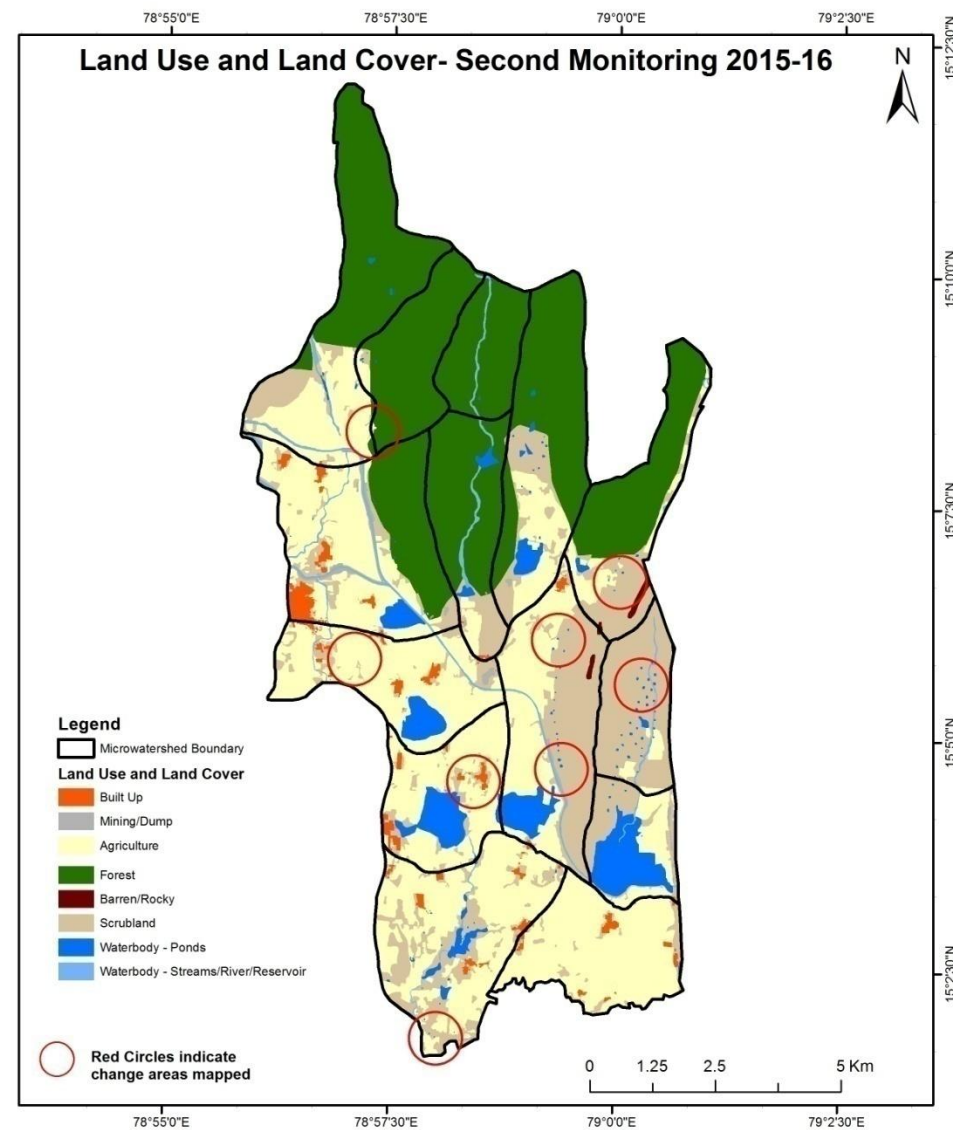 78°55'0"E 78°57'30"E 79°0'0"E 79°2'30"E
Land Use and Land Cover- Second Monitoring 2015-16
N
15°12'30"N
15°10'0"N
15°7'30"N
15°5'0"N
15°2'30"N
Legend
Microwatershed Boundary
Land Use and Land Cover
Built Up
Mining/Dump
Agriculture
Forest
Barren/Rocky
Scrubland
Waterbody - Ponds
Waterbody - Streams/River/Reservoir
Red Circles indicate
change areas mapped
0 1.25 2.5 5 Km
78°55'0"E 78°57'30"E 79°0'0"E 79°2'30"E